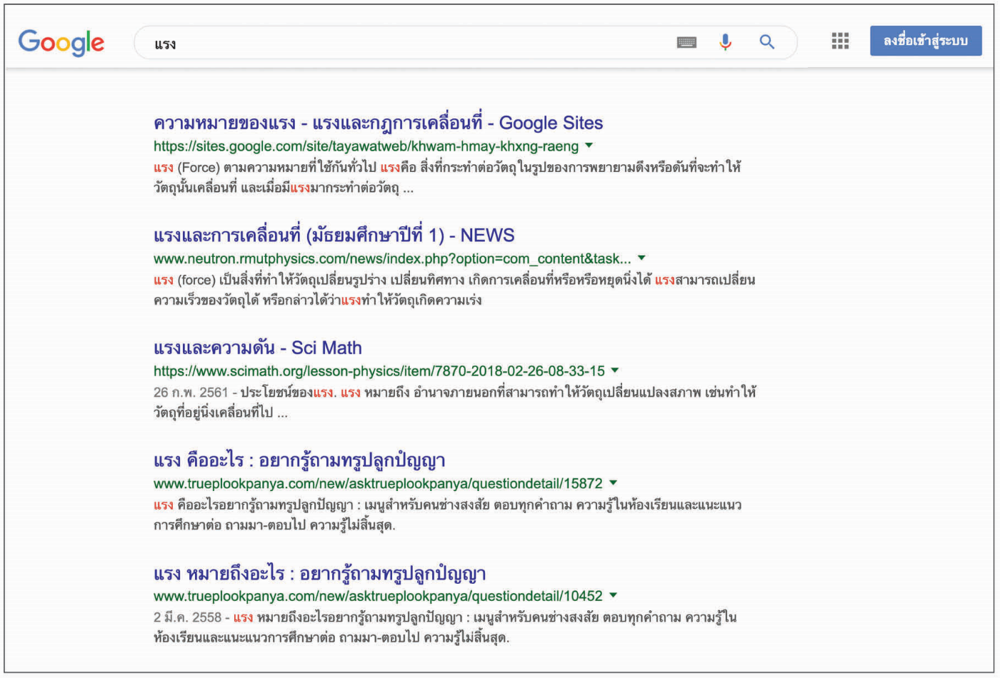 Google
แรง
ลงชื่อเข้าสู่ระบบ
ความหมายของแรง - แรงและกฎการเคลื่อนที่ - Google Sites
https://sites.google.com/site/tayawatweb/khwam-hmay-khxng-raeng
แรง (Force) ตามความหมายที่ใช้กันทั่วไป แรงคือ สิ่งที่กระทำต่อวัตถุในรูปของการพยายามดึงหรือดันที่จะทำให้
วัตถุนั้นเคลื่อนที่ และเมื่อมีแรงมากระทำต่อวัตถุ ...
แรงและการเคลื่อนที่ (มัธยมศึกษาปีที่ 1) - NEWS
www.neutron.rmutphysics.com/news/index.php?option=com_content&task...
แรง (force) เป็นสิ่งที่ทำให้วัตถุเปลี่ยนรูปร่าง เปลี่ยนทิศทาง เกิดการเคลื่อนที่หรือหรือหยุดนิ่งได้ แรงสามารถเปลี่ยน
ความเร็วของวัตถุได้ หรือกล่าวได้ว่าแรงทำให้วัตถุเกิดความเร่ง
แรงและความดัน - Sci Math
https://www.scimath.org/lesson-physics/item/7870-2018-02-26-08-33-15
26 ก.พ. 2561 - ประโยชน์ของแรง. แรง หมายถึง อำนาจภายนอกที่สามารถทำให้วัตถุเปลี่ยนแปลงสภาพ เช่นทำให้
วัตถุที่อยู่นิ่งเคลื่อนที่ไป ...
แรง คืออะไร : อยากรู้ถามทรูปลูกปัญญา
www.trueplookpanya.com/new/asktrueplookpanya/questiondetail/15872
แรง คืออะไรอยากรู้ถามทรูปลูกปัญญา : เมนูสำหรับคนช่างสงสัย ตอบทุกคำถาม ความรู้ในห้องเรียนและแนะแนว
การศึกษาต่อ ถามมา-ตอบไป ความรู้ไม่สิ้นสุด.
แรง หมายถึงอะไร : อยากรู้ถามทรูปลูกปัญญา
www.trueplookpanya.com/new/asktrueplookpanya/questiondetail/10452
2 มี.ค. 2558 - แรง หมายถึงอะไรอยากรู้ถามทรูปลูกปัญญา : เมนูสำหรับคนช่างสงสัย ตอบทุกคำถาม ความรู้ใน
ห้องเรียนและแนะแนวการศึกษาต่อ ถามมา-ตอบไป ความรู้ไม่สิ้นสุด.